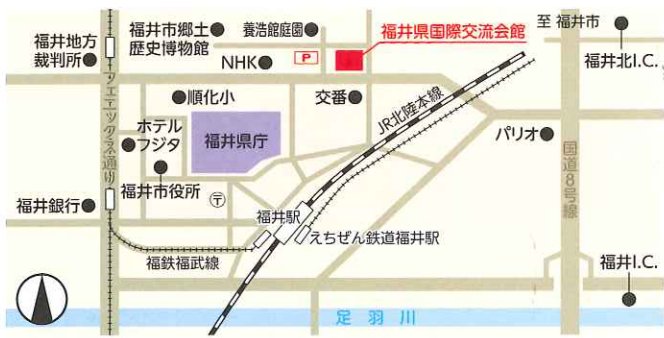 福井地方
裁判所
福井市郷土
歴史博物館
養浩館庭園
NHK
P
福井県国際交流会館
至 福井市
福井北I.C.
フェニックス通り
順化小
交番
JR北陸本線
ホテル
フジタ
福井県庁
パリオ
国道8号線
福井市役所
福井銀行
〒
福井駅
えちぜん鉄道福井駅
福鉄福武線
福井I.C.
足羽川